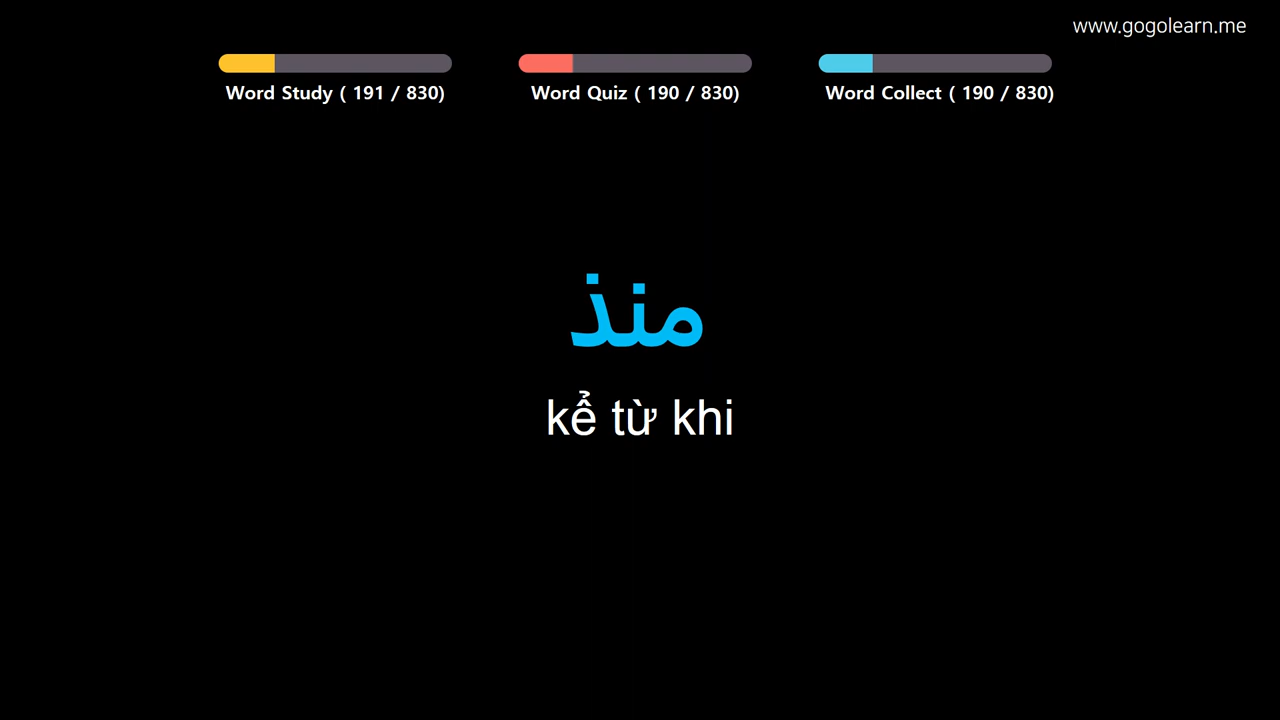 www.gogolearn.me
Word Study ( 191 / 830)
Word Quiz ( 190 / 830)
Word Collect ( 190 / 830)
منذ
kể từ khi